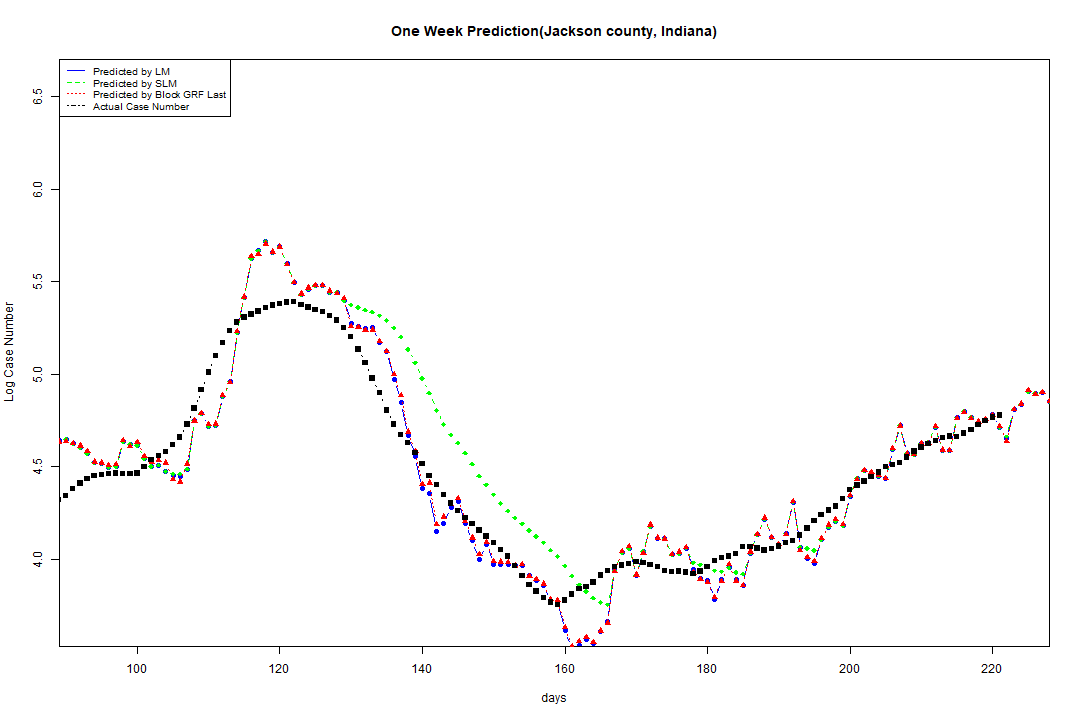 One Week Prediction(Jackson county, Indiana)
Predicted by LM
Predicted by SLM
Predicted by Block GRF Last
Actual Case Number
6.5
6.0
5.5
5.0
4.5
4.0
Log Case Number
100 120 140 160 180 200 220
days